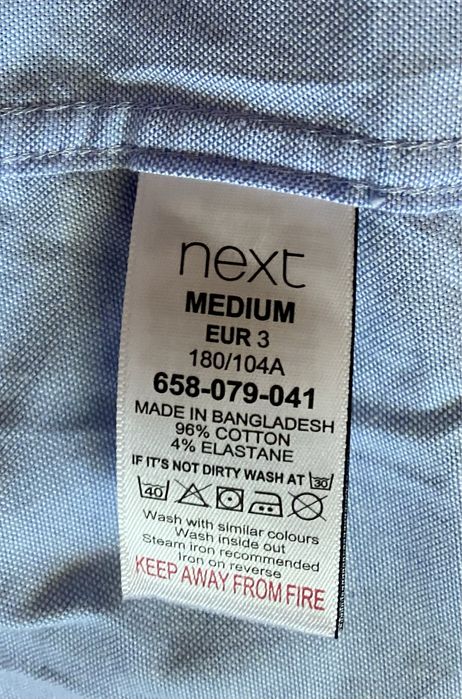 next
MEDIUM
EUR 3
180/104A
658-079-041
MADE IN BANGLADESH
96% COTTON
4% ELASTANE
IF IT'S NOT DIRTY WASH AT 30
40
Wash with similar colours
Wash inside out
Steam iron recommended
Iron on reverse
KEEP AWAY FROM FIRE